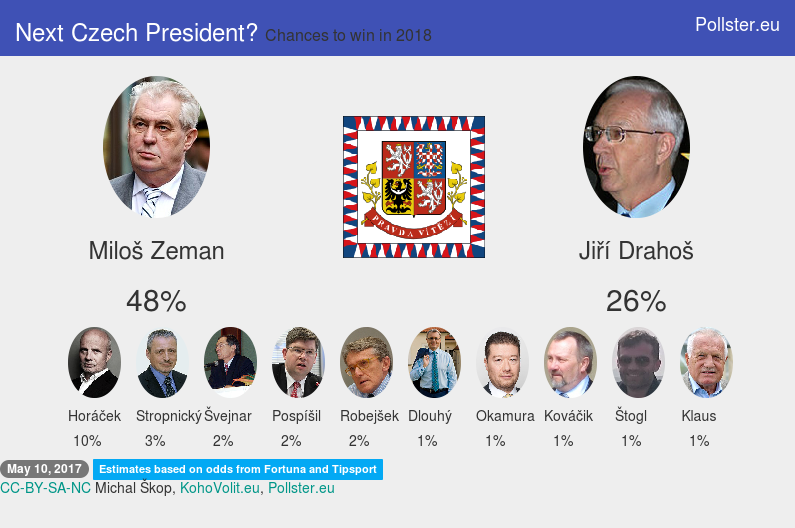 Next Czech President? Chances to win in 2018
Pollster.eu
PRAVDA VÍTĚZÍ
Miloš Zeman
Jiří Drahoš
48%
26%
Horáček Stropnický Švejnar Pospíšil Robejšek Dlouhý Okamura Kováčik Štogl Klaus
10% 3% 2% 2% 2% 1% 1% 1% 1% 1%
May 10, 2017 Estimates based on odds from Fortuna and Tipsport
CC-BY-SA-NC Michal Škop, KohoVolit.eu, Pollster.eu